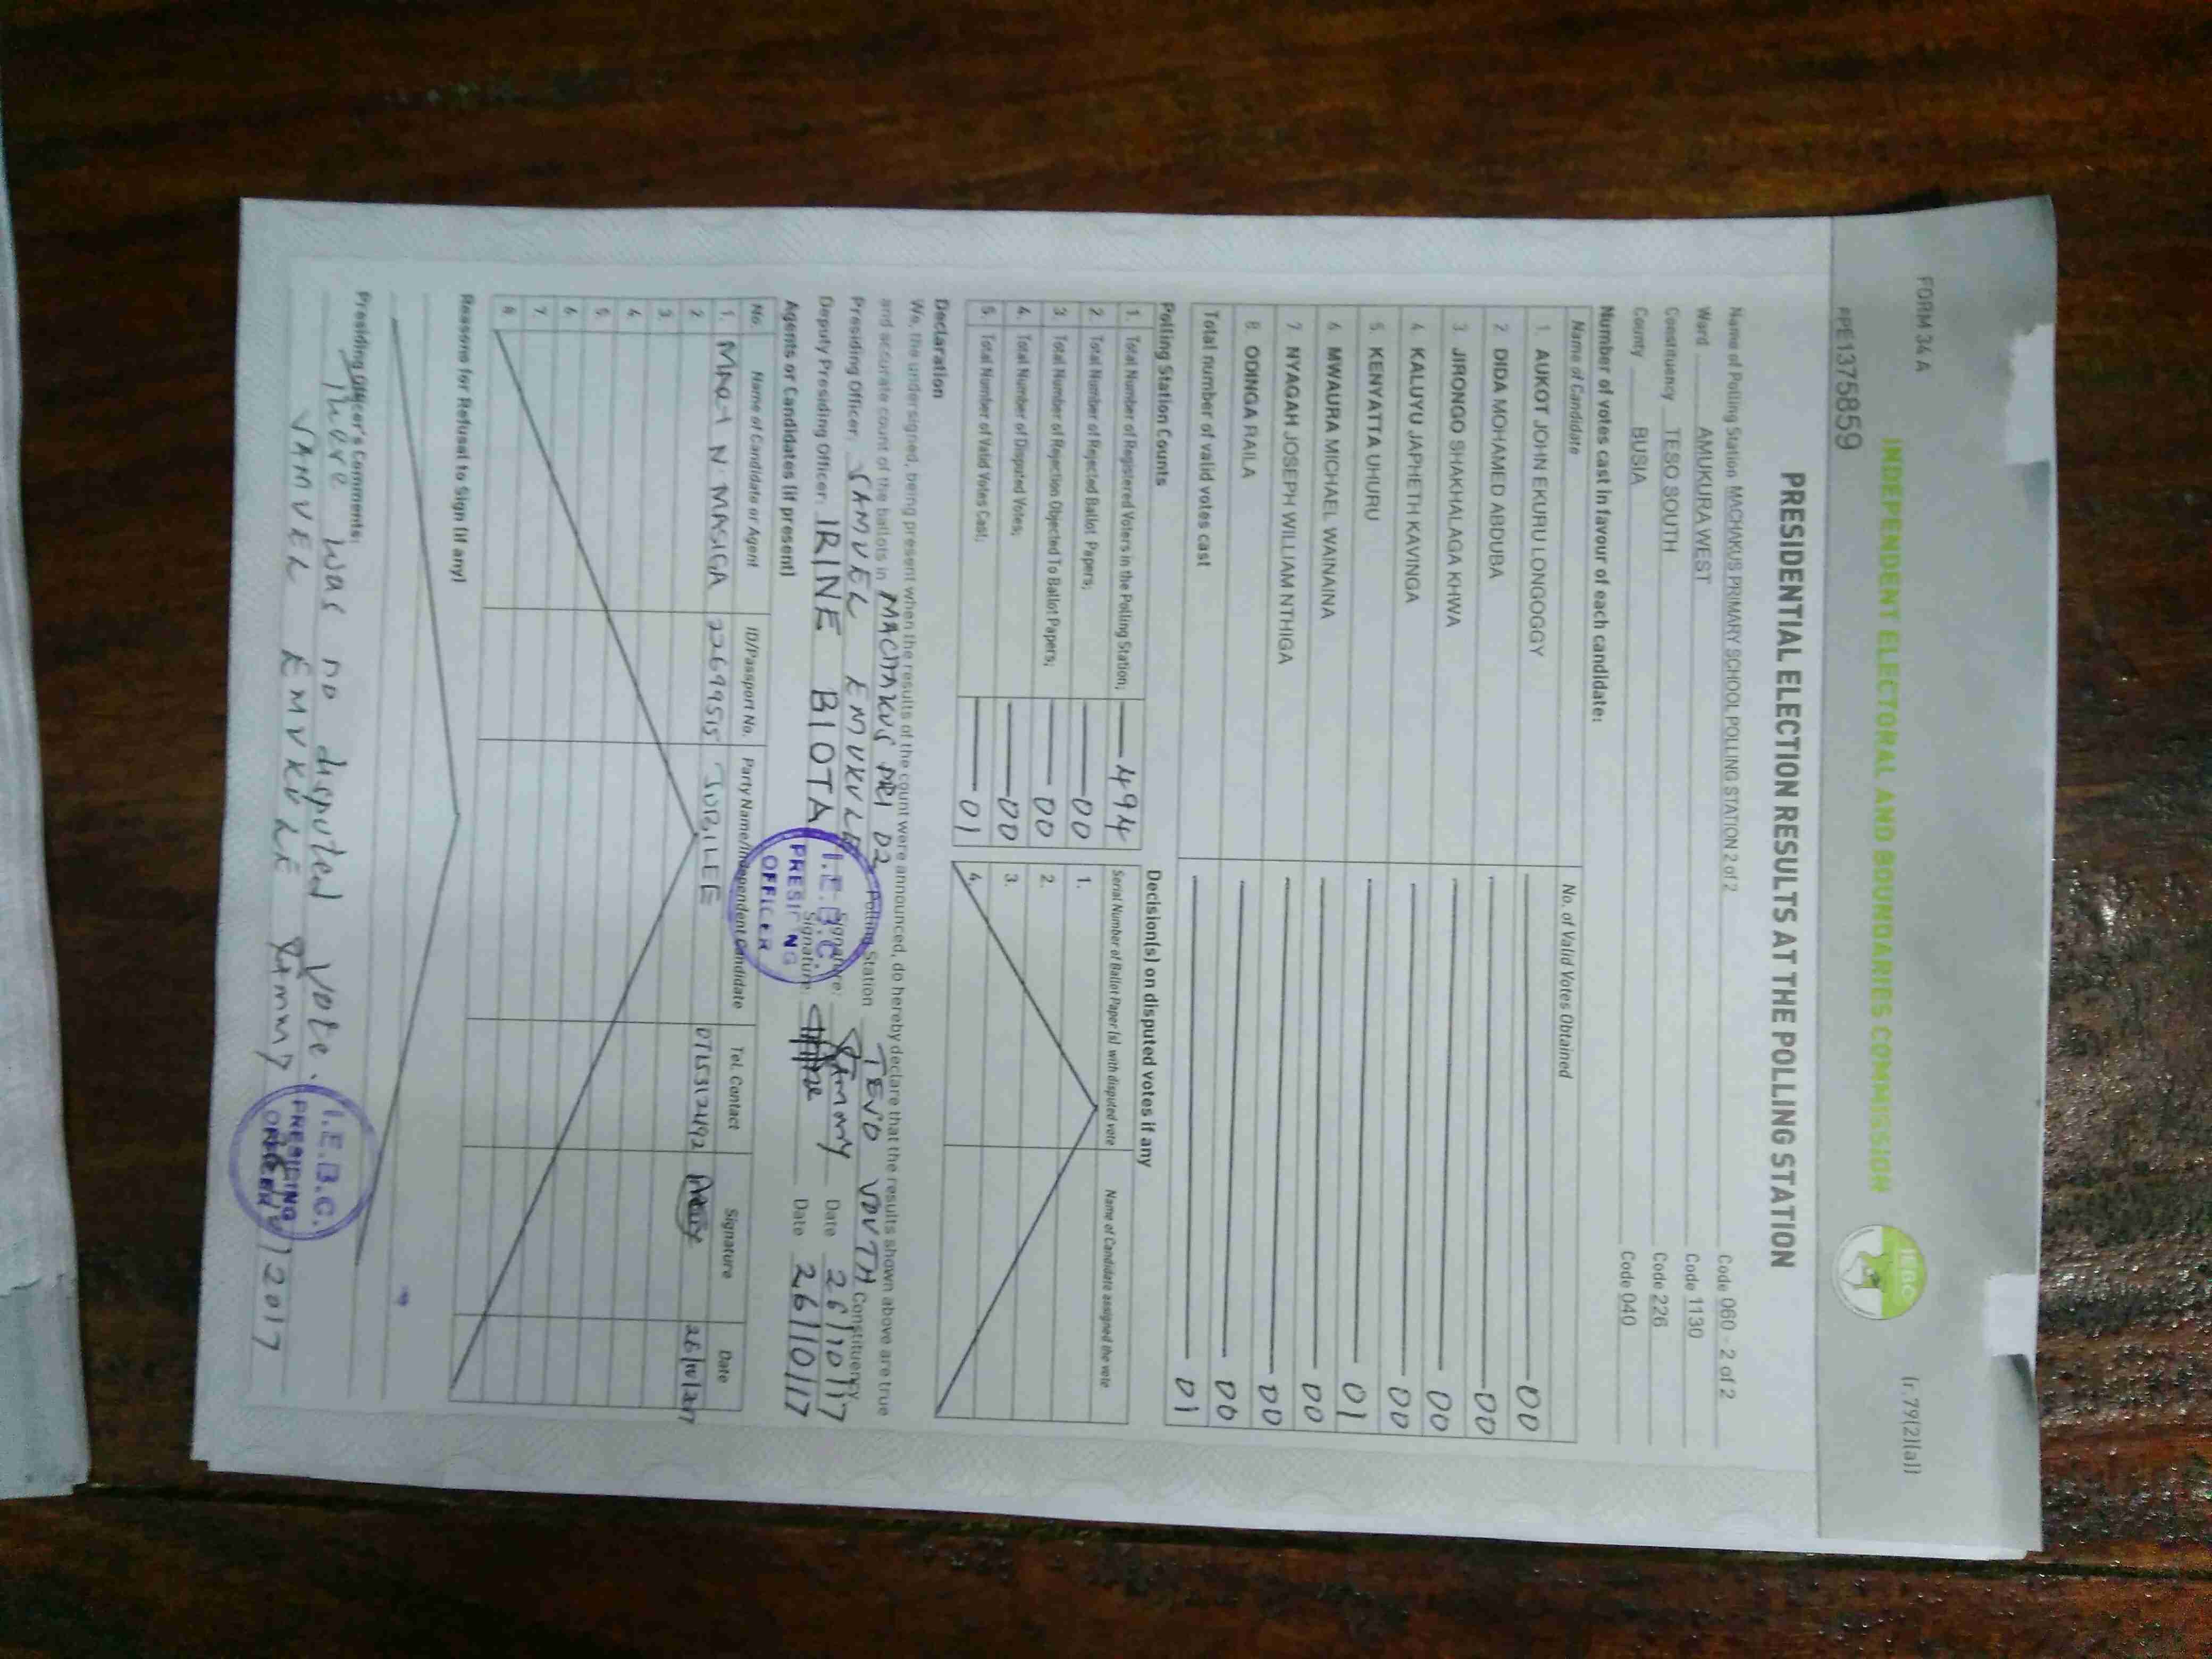 FORM 34A
(r.79(2)(a))
INDEPENDENT ELECTORAL AND BOUNDARIES COMMISSION
IEBC
PPE1375859
PRESIDENTIAL ELECTION RESULTS AT THE POLLING STATION
Name of Polling Station MACHAKUS PRIMARY SCHOOL POLLING STATION 2 of 2 Code 060 - 2 of 2
Ward AMUKURA WEST Code 1130
Constituency TESO SOUTH Code 226
County BUSIA Code 040
Number of votes cast in favour of each candidate:
Name of Candidate No. of Valid Votes Obtained
1. AUKOT JOHN EKURU LONGOGGY 00
2. DIDA MOHAMED ABDUBA 00
3. JIRONGO SHAKHALAGA KHWA 00
4. KALUYU JAPHETH KAVINGA 00
5. KENYATTA UHURU 01
6. MWAURA MICHAEL WAINAINA 00
7. NYAGAH JOSEPH WILLIAM NTHIGA 00
8. ODINGA RAILA 00
Total number of valid votes cast 01
Polling Station Counts
1. Total Number of Registered Voters in the Polling Station; 494
2. Total Number of Rejected Ballot Papers; 00
3. Total Number of Rejection Objected To Ballot Papers; 00
4. Total Number of Disputed Votes; 00
5. Total Number of Valid Votes Cast; 01
Decision(s) on disputed votes if any
Serial Number of Ballot Paper (s) with disputed vote Name of Candidate assigned the vote
1.
2.
3.
4.
Declaration
We, the undersigned, being present when the results of the count were announced, do hereby declare that the results shown above are true
and accurate count of the ballots in MACHAKUS PRI 02 Polling Station TESO SOUTH Constituency
Presiding Officer: SAMUEL EMUKULE Signature: Date 26/10/17
Deputy Presiding Officer: IRINE BIOTA Signature: Date 26/10/17
I.E.B.C. PRESIDING OFFICER
Agents or Candidates (if present)
No. Name of Candidate or Agent ID/Passport No. Party Name/Independent Candidate Tel. Contact Signature Date
1. N MASIGA 22699515 JUBILEE 26/10/2017
2.
3.
4.
5.
6.
7.
8.
Reasons for Refusal to Sign (if any)
Presiding Officer's Comments:
There was no disputed vote.
SAMUEL EMUKULE
I.E.B.C. PRESIDING OFFICER